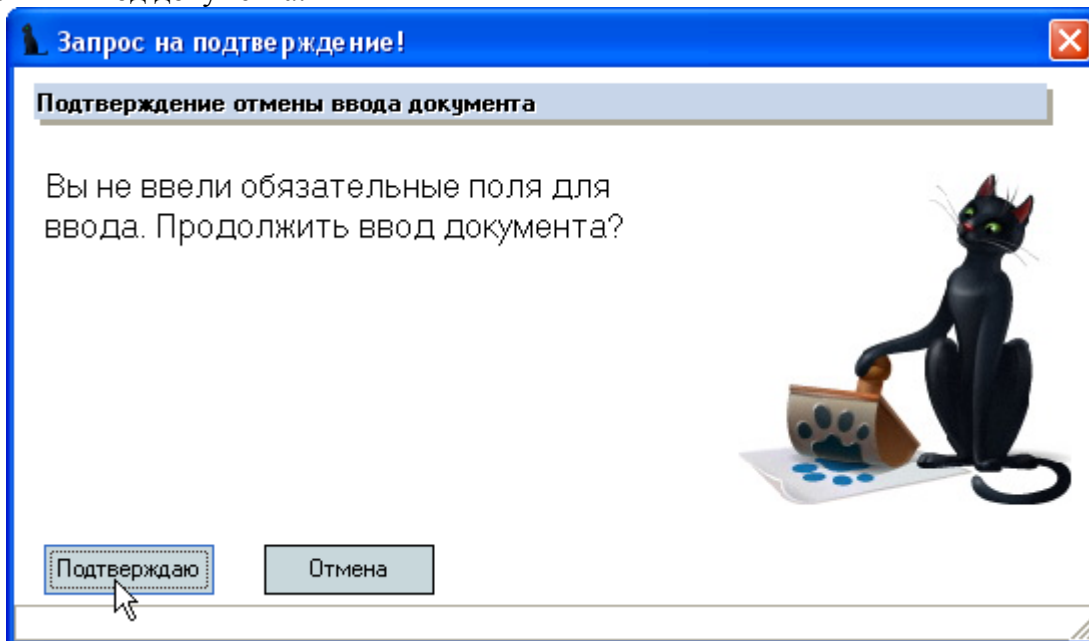 Запрос на подтверждение!
Подтверждение отмены ввода документа
Вы не ввели обязательные поля для
ввода. Продолжить ввод документа?
Подтверждаю
Отмена